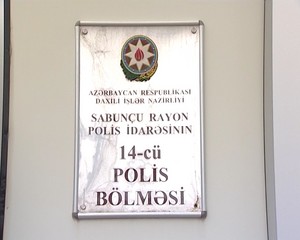 AZƏRBAYCAN RESPUBLİKASI
DAXİLİ İŞLƏR NAZİRLİYİ
SABUNÇU RAYON
POLİS İDARƏSİNİN
14-cü
POLİS
BÖLMƏSİ